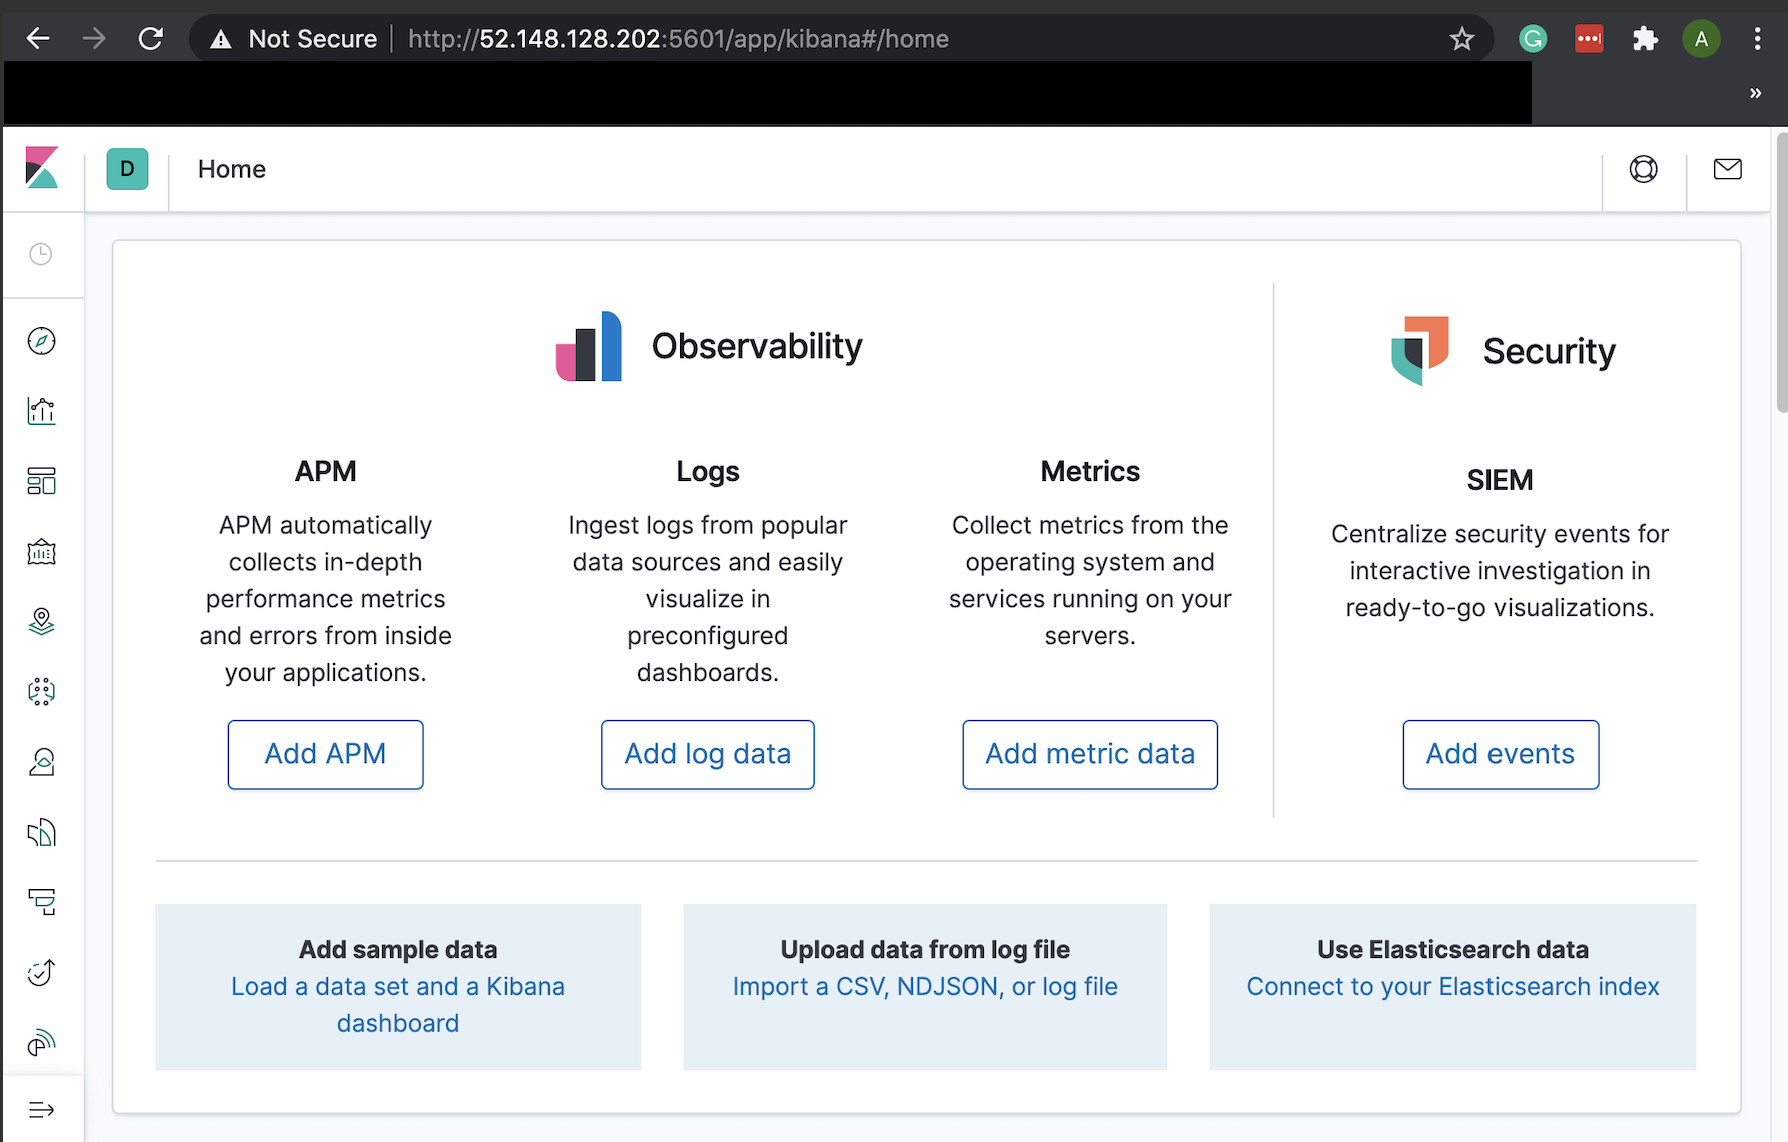 Not Secure
http://52.148.128.202:5601/app/kibana#/home
G
A
»
D
Home
Observability
Security
APM
APM automatically
collects in-depth
performance metrics
and errors from inside
your applications.
Add APM
Logs
Ingest logs from popular
data sources and easily
visualize in
preconfigured
dashboards.
Add log data
Metrics
Collect metrics from the
operating system and
services running on your
servers.
Add metric data
SIEM
Centralize security events for
interactive investigation in
ready-to-go visualizations.
Add events
Add sample data
Load a data set and a Kibana
dashboard
Upload data from log file
Import a CSV, NDJSON, or log file
Use Elasticsearch data
Connect to your Elasticsearch index